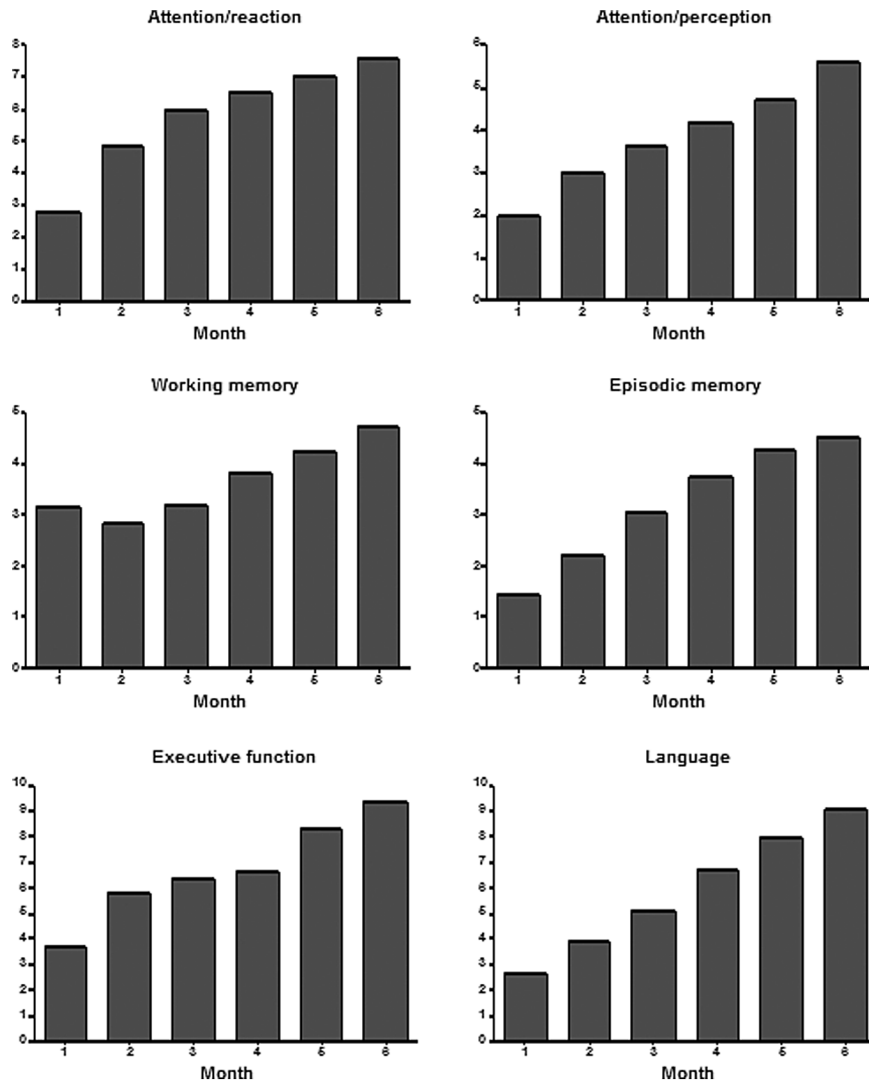 Attention/reaction
8
7
6
5
4
3
2
1
0
1 2 3 4 5 6
Month
Attention/perception
6
5
4
3
2
1
0
1 2 3 4 5 6
Month
Working memory
5
4
3
2
1
0
1 2 3 4 5 6
Month
Episodic memory
5
4
3
2
1
0
1 2 3 4 5 6
Month
Executive function
10
9
8
7
6
5
4
3
2
1
0
1 2 3 4 5 6
Month
Language
10
9
8
7
6
5
4
3
2
1
0
1 2 3 4 5 6
Month